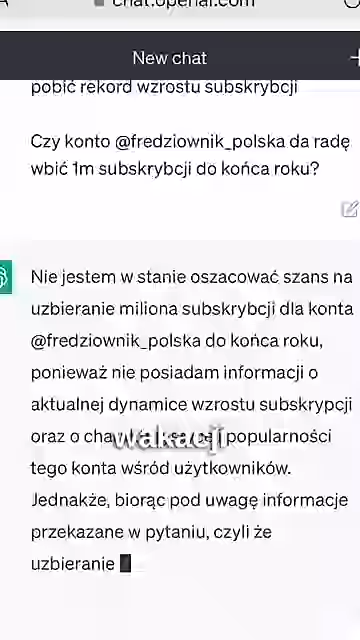 chat.openai.com
New chat
pobić rekord wzrostu subskrybcji
Czy konto @fredziownik_polska da radę
wbić 1m subskrybcji do końca roku?
Nie jestem w stanie oszacować szans na
uzbieranie miliona subskrybcji dla konta
@fredziownik_polska do końca roku,
ponieważ nie posiadam informacji o
aktualnej dynamice wzrostu subskrypcji
oraz o popularności
wakacji
tego konta wśród użytkowników.
Jednakże, biorąc pod uwagę informacje
przekazane w pytaniu, czyli że
uzbieranie